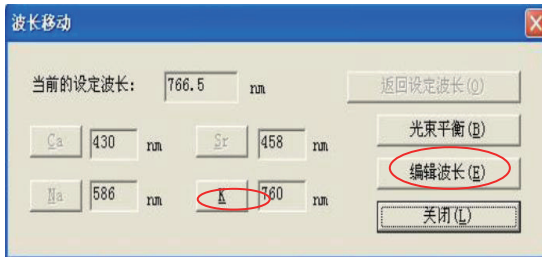 波长移动
当前的设定波长: 766.5 nm 返回设定波长(O)
光束平衡(B)
Ca 430 nm Sr 458 nm
编辑波长(E)
Na 586 nm K 760 nm
关闭(L)